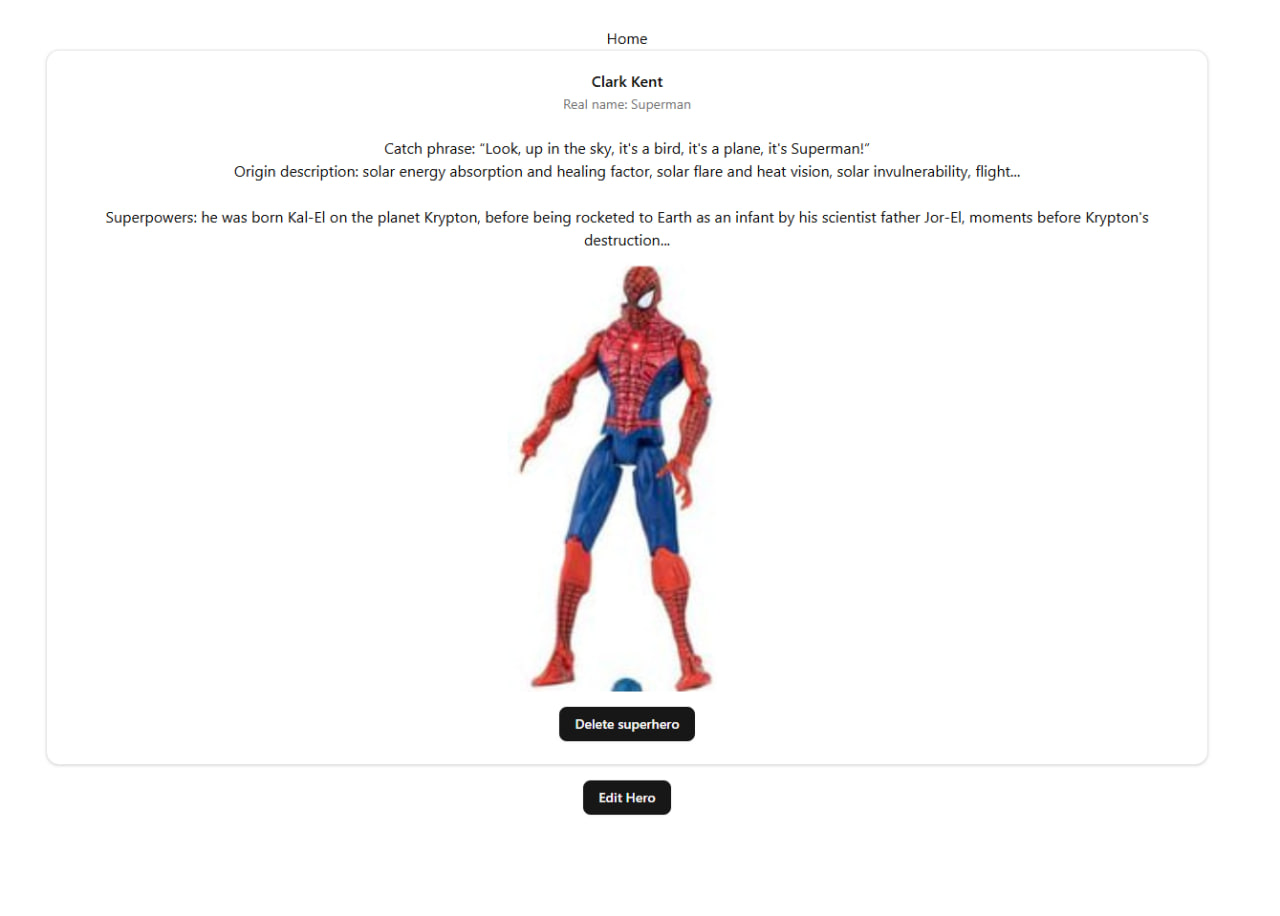 Home
Clark Kent
Real name: Superman
Catch phrase: “Look, up in the sky, it's a bird, it's a plane, it's Superman!”
Origin description: solar energy absorption and healing factor, solar flare and heat vision, solar invulnerability, flight...
Superpowers: he was born Kal-El on the planet Krypton, before being rocketed to Earth as an infant by his scientist father Jor-El, moments before Krypton's
destruction...
Delete superhero
Edit Hero